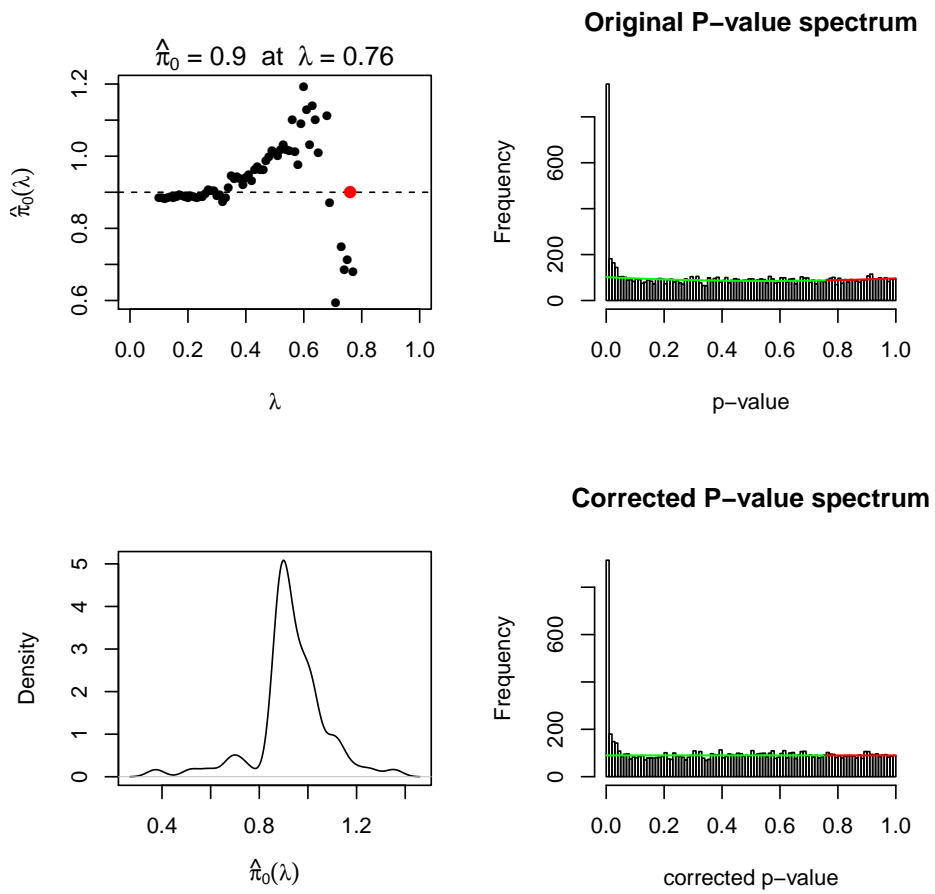 π̂₀ = 0.9 at λ = 0.76
π̂₀(λ)
1.2
1.0
0.8
0.6
0.0 0.2 0.4 0.6 0.8 1.0
λ
Original P−value spectrum
Frequency
600
200
0
0.0 0.2 0.4 0.6 0.8 1.0
p−value
Density
5
4
3
2
1
0
0.4 0.8 1.2
π̂₀(λ)
Corrected P−value spectrum
Frequency
600
200
0
0.0 0.2 0.4 0.6 0.8 1.0
corrected p−value